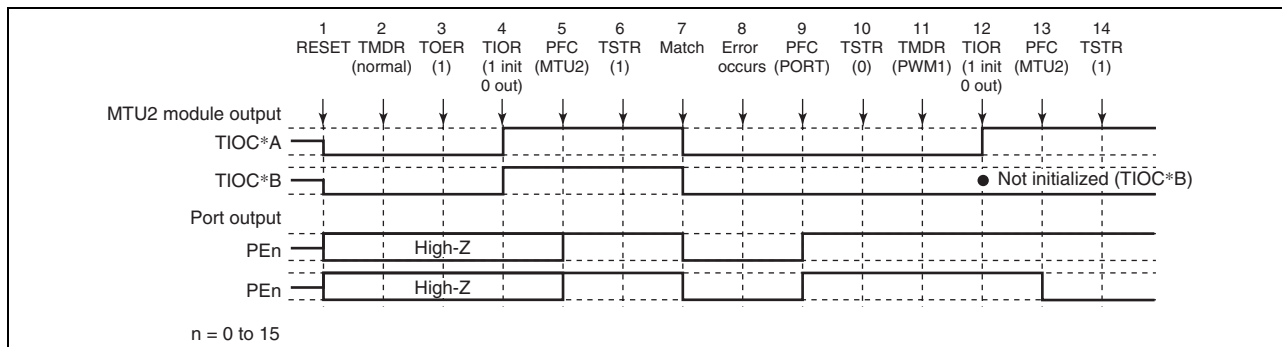 1 2 3 4 5 6 7 8 9 10 11 12 13 14
RESET TMDR TOER TIOR PFC TSTR Match Error PFC TSTR TMDR TIOR PFC TSTR
(normal) (1) (1 init (MTU2) (1) occurs (PORT) (0) (PWM1) (1 init (MTU2) (1)
0 out) 0 out)
MTU2 module output
TIOC*A
TIOC*B
● Not initialized (TIOC*B)
Port output
PEn
High-Z
PEn
High-Z
n = 0 to 15